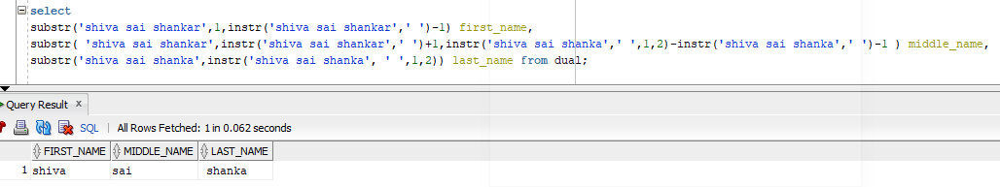 select
substr('shiva sai shankar',1,instr('shiva sai shankar',' ')-1) first_name,
substr( 'shiva sai shankar',instr('shiva sai shankar',' ')+1,instr('shiva sai shanka',' ',1,2)-instr('shiva sai shanka',' ')-1 ) middle_name,
substr('shiva sai shanka',instr('shiva sai shanka', ' ',1,2)) last_name from dual;
Query Result x
SQL | All Rows Fetched: 1 in 0.062 seconds
FIRST_NAME MIDDLE_NAME LAST_NAME
1 shiva sai shanka